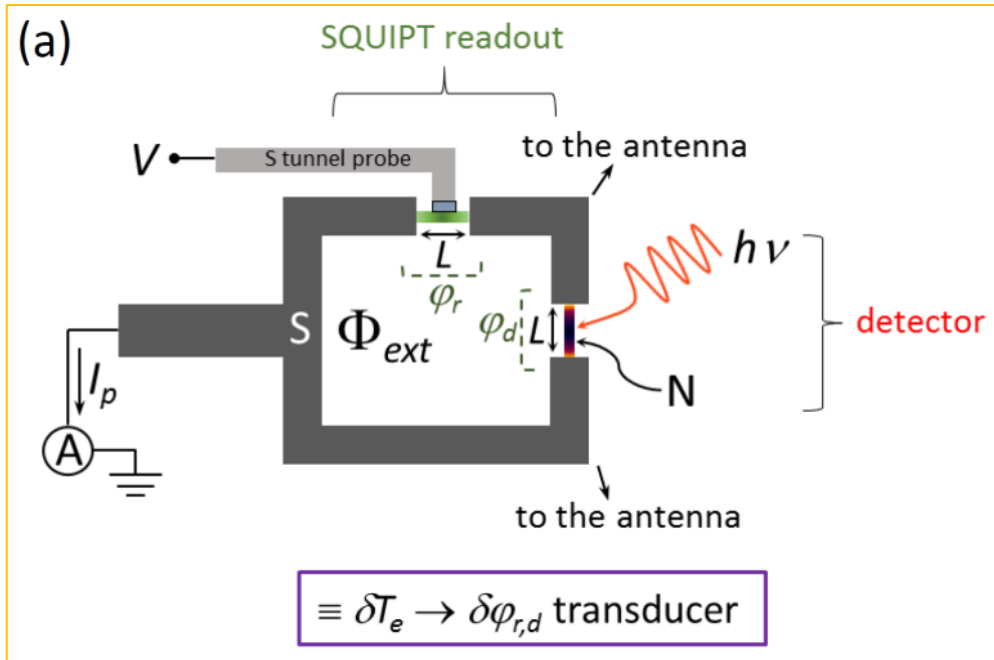 (a)
SQUIPT readout
to the antenna
V
S tunnel probe
L
φr
hν
S
Φext
φd
L
detector
Ip
N
A
to the antenna
≡ δTe → δφr,d transducer